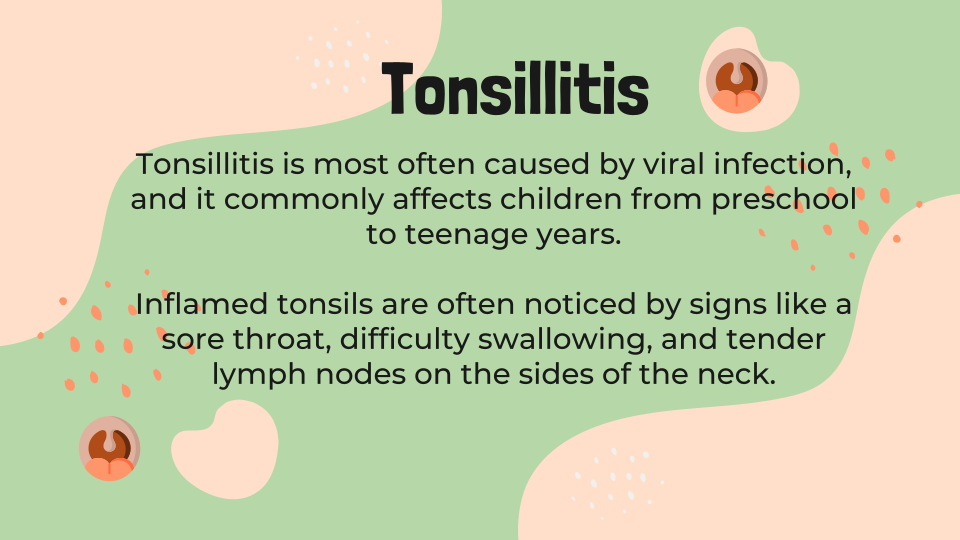 Tonsillitis
Tonsillitis is most often caused by viral infection,
and it commonly affects children from preschool
to teenage years.
Inflamed tonsils are often noticed by signs like a
sore throat, difficulty swallowing, and tender
lymph nodes on the sides of the neck.